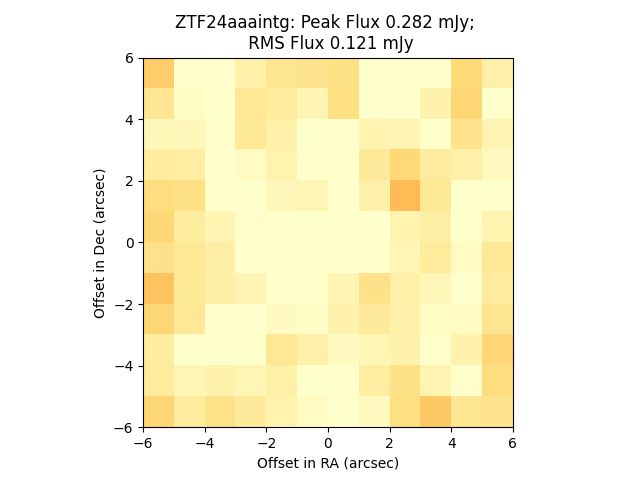 ZTF24aaaintg: Peak Flux 0.282 mJy;
RMS Flux 0.121 mJy
6
4
2
0
−2
−4
−6
Offset in Dec (arcsec)
−6 −4 −2 0 2 4 6
Offset in RA (arcsec)